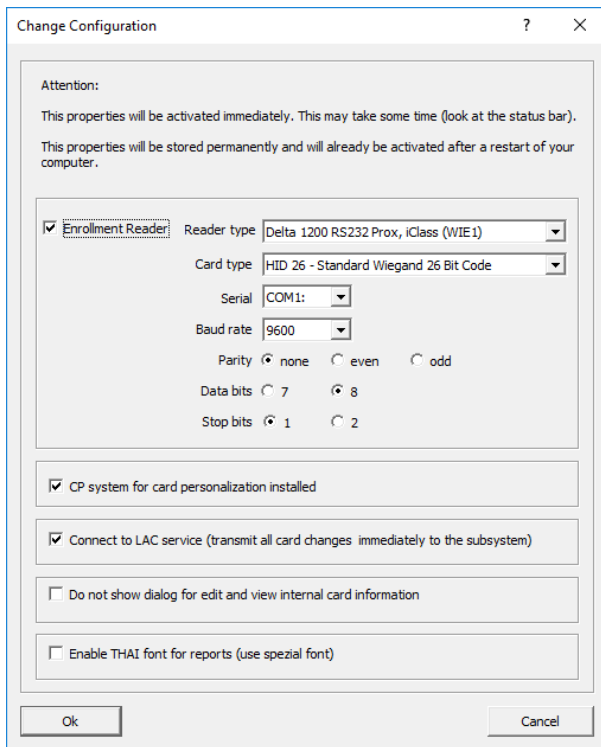 Change Configuration ?
Attention:
This properties will be activated immediately. This may take some time (look at the status bar).
This properties will be stored permanently and will already be activated after a restart of your
computer.
Enrollment Reader Reader type Delta 1200 RS232 Prox, iClass (WIE1)
Card type HID 26 - Standard Wiegand 26 Bit Code
Serial COM1:
Baud rate 9600
Parity none even odd
Data bits 7 8
Stop bits 1 2
CP system for card personalization installed
Connect to LAC service (transmit all card changes immediately to the subsystem)
Do not show dialog for edit and view internal card information
Enable THAI font for reports (use spezial font)
Ok Cancel